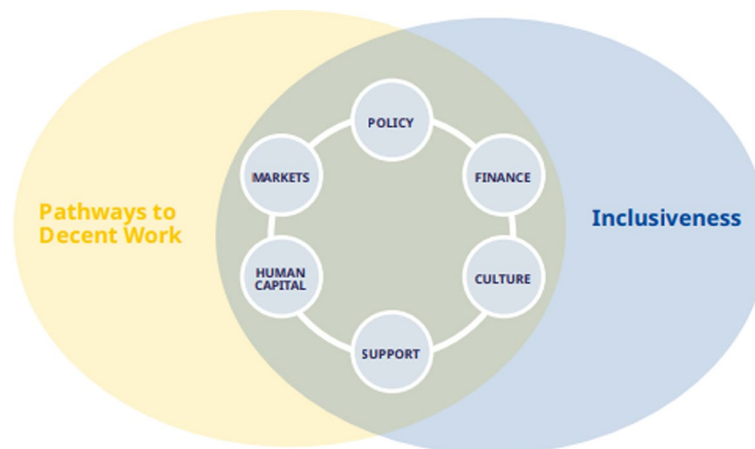 POLICY
MARKETS
FINANCE
Pathways to
Decent Work
Inclusiveness
HUMAN
CAPITAL
CULTURE
SUPPORT